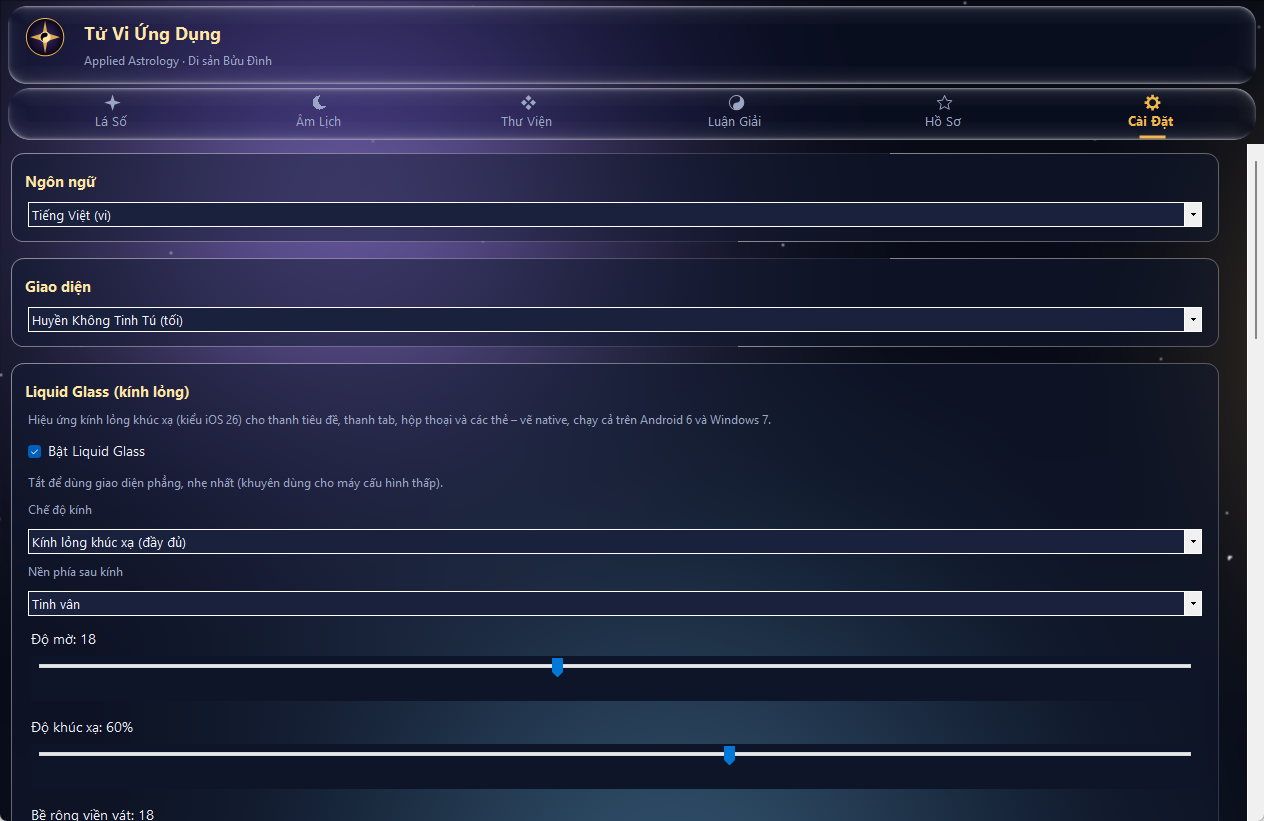 Tử Vi Ứng Dụng
Applied Astrology · Di sản Bửu Đình
Lá Số
Âm Lịch
Thư Viện
Luận Giải
Hồ Sơ
Cài Đặt
Ngôn ngữ
Tiếng Việt (vi)
Giao diện
Huyền Không Tinh Tú (tối)
Liquid Glass (kính lỏng)
Hiệu ứng kính lỏng khúc xạ (kiểu iOS 26) cho thanh tiêu đề, thanh tab, hộp thoại và các thẻ – vẽ native, chạy cả trên Android 6 và Windows 7.
Bật Liquid Glass
Tắt để dùng giao diện phẳng, nhẹ nhất (khuyên dùng cho máy cấu hình thấp).
Chế độ kính
Kính lỏng khúc xạ (đầy đủ)
Nền phía sau kính
Tinh vân
Độ mờ: 18
Độ khúc xạ: 60%
Bề rộng viền vát: 18